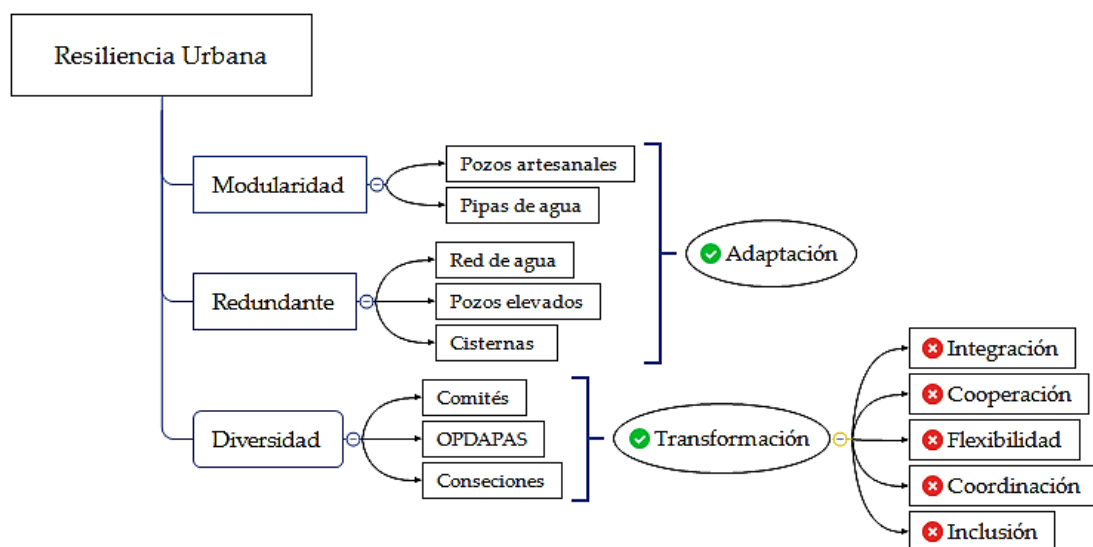 Resiliencia Urbana
Modularidad
Pozos artesanales
Pipas de agua
Redundante
Red de agua
Pozos elevados
Cisternas
Adaptación
Diversidad
Comités
OPDAPAS
Conseciones
Transformación
Integración
Cooperación
Flexibilidad
Coordinación
Inclusión